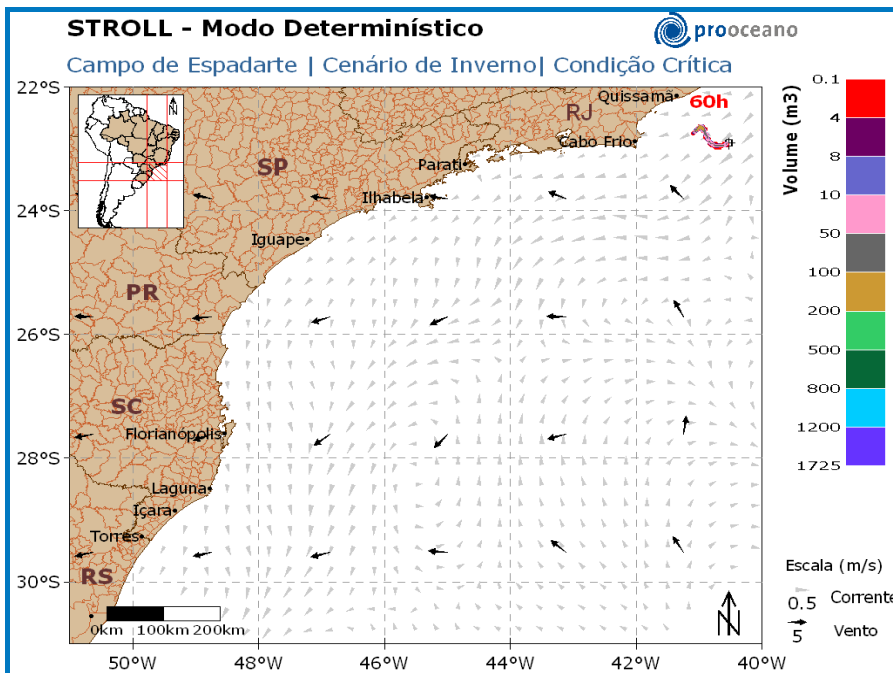 STROLL - Modo Determinístico
prooceano
Campo de Espadarte | Cenário de Inverno| Condição Crítica
22°S
24°S
26°S
28°S
30°S
N
Quissamã
60h
RJ
Cabo Frio
Parati
SP
Ilhabela
Iguape
PR
SC
Florianópolis
Laguna
Içara
Torres
RS
0km 100km 200km
N
50°W 48°W 46°W 44°W 42°W 40°W
Volume (m3)
0.1
4
8
10
50
100
200
500
800
1200
1725
Escala (m/s)
0.5 Corrente
5 Vento